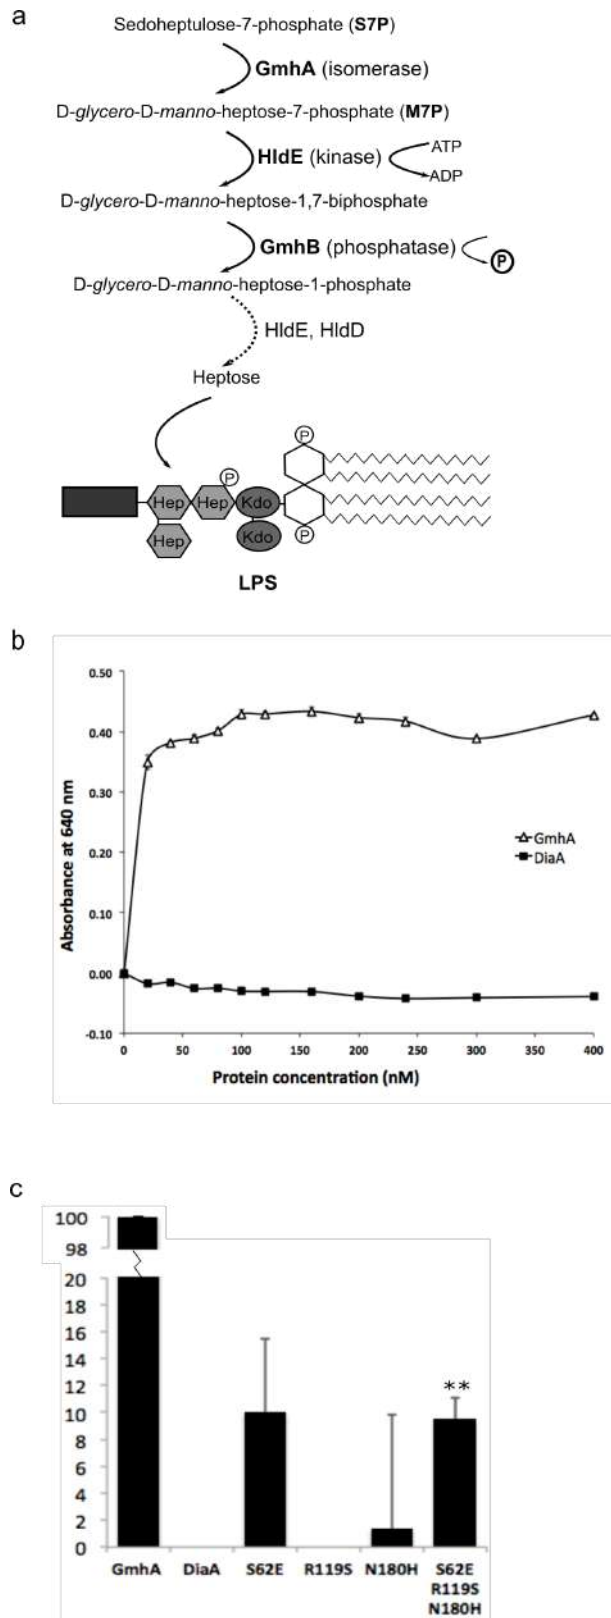 a
Sedoheptulose-7-phosphate (S7P)
GmhA (isomerase)
D-glycero-D-manno-heptose-7-phosphate (M7P)
HldE (kinase)
ATP
ADP
D-glycero-D-manno-heptose-1,7-biphosphate
GmhB (phosphatase)
P
D-glycero-D-manno-heptose-1-phosphate
HldE, HldD
Heptose
P
P
Hep Hep Kdo
Hep Kdo
P
LPS
b
0.50
0.40
0.30
0.20
0.10
0.00
-0.10
Absorbance at 640 nm
GmhA
DiaA
0 50 100 150 200 250 300 350 400
Protein concentration (nM)
c
100
98
20
18
16
14
12
10
8
6
4
2
0
**
GmhA DiaA S62E R119S N180H S62E
R119S
N180H